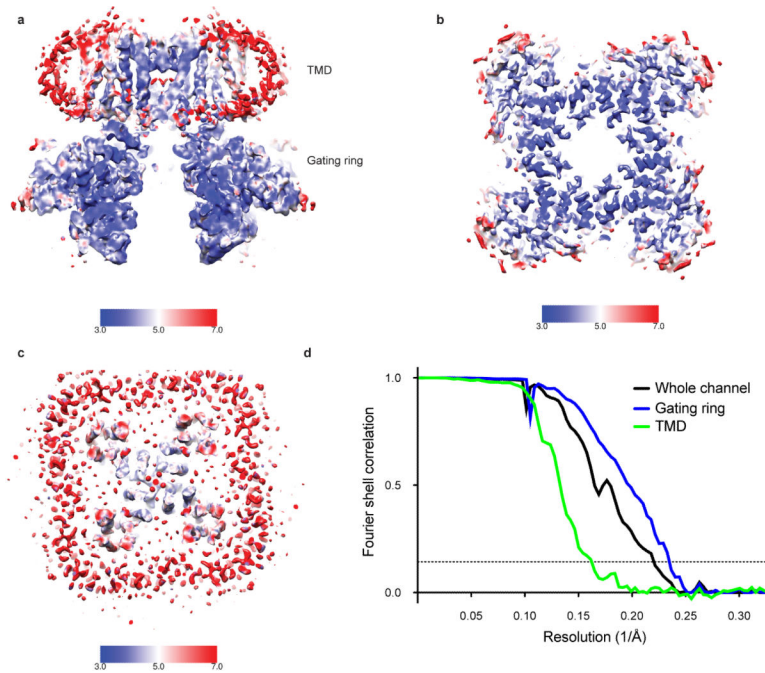 a
TMD
Gating ring
3.0 5.0 7.0
b
3.0 5.0 7.0
c
3.0 5.0 7.0
d
Whole channel
Gating ring
TMD
1.0
0.5
0.0
Fourier shell correlation
0.05 0.10 0.15 0.20 0.25 0.30
Resolution (1/Å)